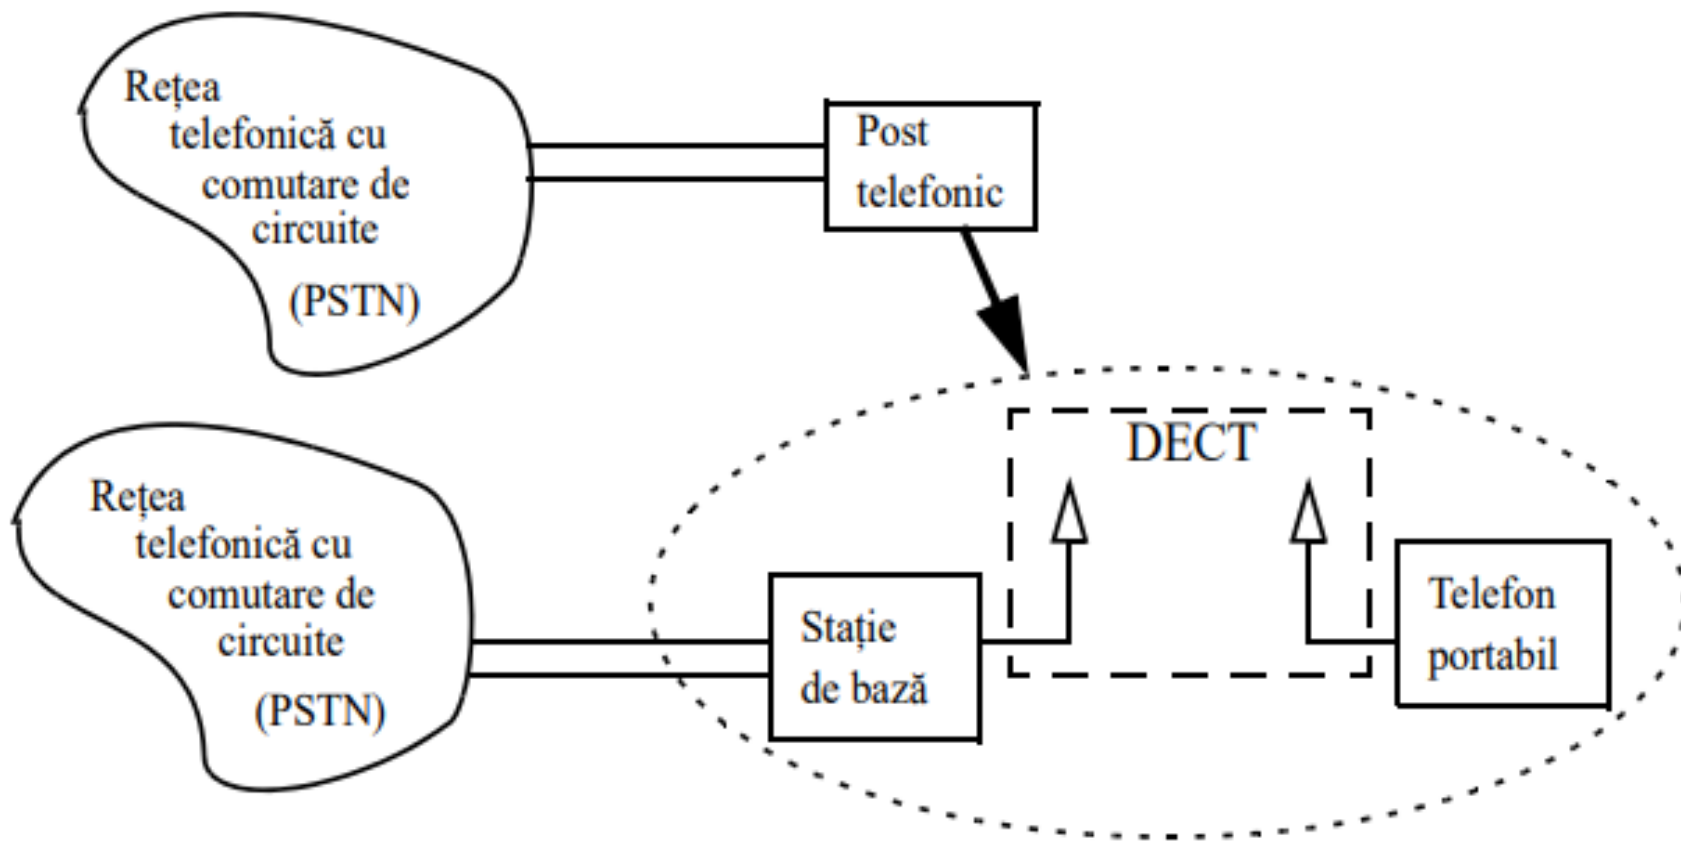 Rețea
telefonică cu
comutare de
circuite
(PSTN)
Post
telefonic
DECT
Rețea
telefonică cu
comutare de
circuite
(PSTN)
Stație
de bază
Telefon
portabil